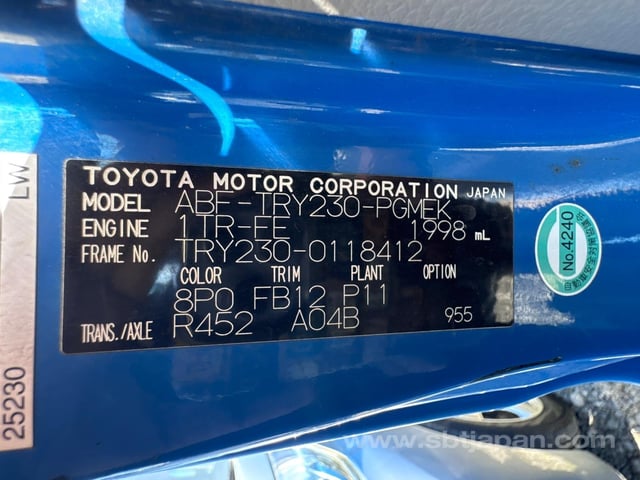 TOYOTA MOTOR CORPORATION JAPAN
MODEL ABF-TRY230-PGMEK
ENGINE 1TR-FE 1998 mL
FRAME No. TRY230-0118412
COLOR TRIM PLANT OPTION
8P0 FB12 P11
TRANS./AXLE R452 A04B 955
No.4240
LW
25230
www.sbtjapan.com